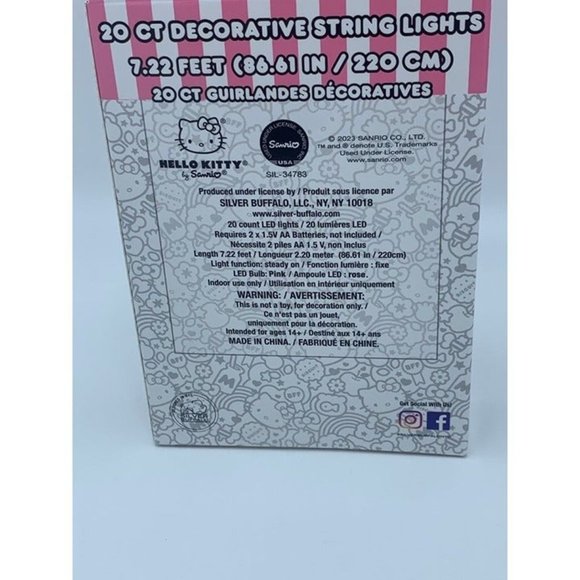 20 CT DECORATIVE STRING LIGHTS
7.22 FEET (86.61 IN / 220 CM)
20 CT GUIRLANDES DÉCORATIVES
HELLO KITTY
by Sanrio®
Sanrio
USA
SIL-34783
© 2023 SANRIO CO., LTD.
™ and ® denote U.S. Trademarks
Used Under License.
www.sanrio.com
Produced under license by / Produit sous licence par
SILVER BUFFALO, LLC., NY, NY 10018
www.silver-buffalo.com
20 count LED lights / 20 lumières LED
Requires 2 x 1.5V AA Batteries, not included /
Nécessite 2 piles AA 1.5 V, non inclus
Length 7.22 feet / Longueur 2.20 meter (86.61 in / 220cm)
Light function: steady on / Fonction lumière : fixe
LED Bulb: Pink / Ampoule LED : rose.
Indoor use only / Utilisation en intérieur uniquement
WARNING: / AVERTISSEMENT:
This is not a toy, for decoration only. /
Ce n'est pas un jouet,
uniquement pour la décoration.
Intended for ages 14+ / Destiné aux 14+ ans
MADE IN CHINA. / FABRIQUÉ EN CHINE.
SILVER
BUFFALO
Get Social With Us!